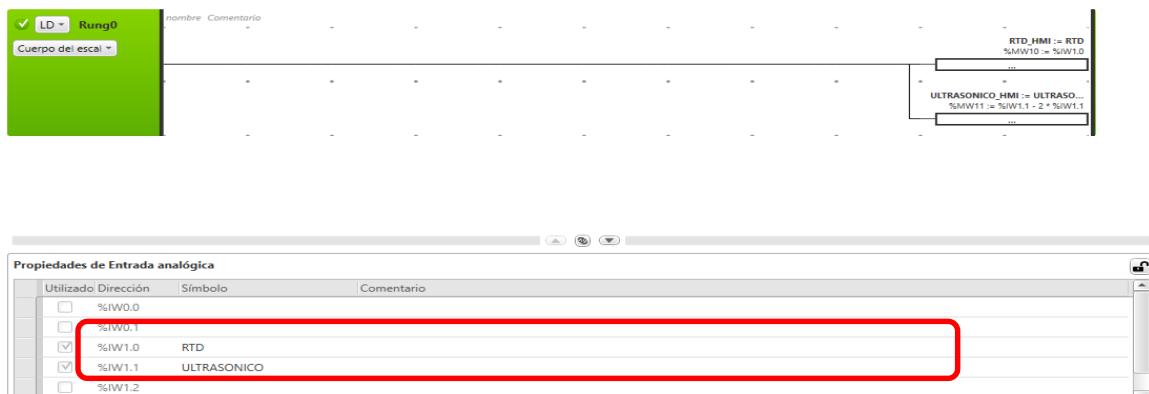 LD Rung0
nombre Comentario
Cuerpo del escal
RTD_HMI := RTD
%MW10 := %IW1.0
...
ULTRASONICO_HMI := ULTRASO...
%MW11 := %IW1.1 - 2 * %IW1.1
...
Propiedades de Entrada analógica
Utilizado Dirección Símbolo Comentario
%IW0.0
%IW0.1
%IW1.0 RTD
%IW1.1 ULTRASONICO
%IW1.2